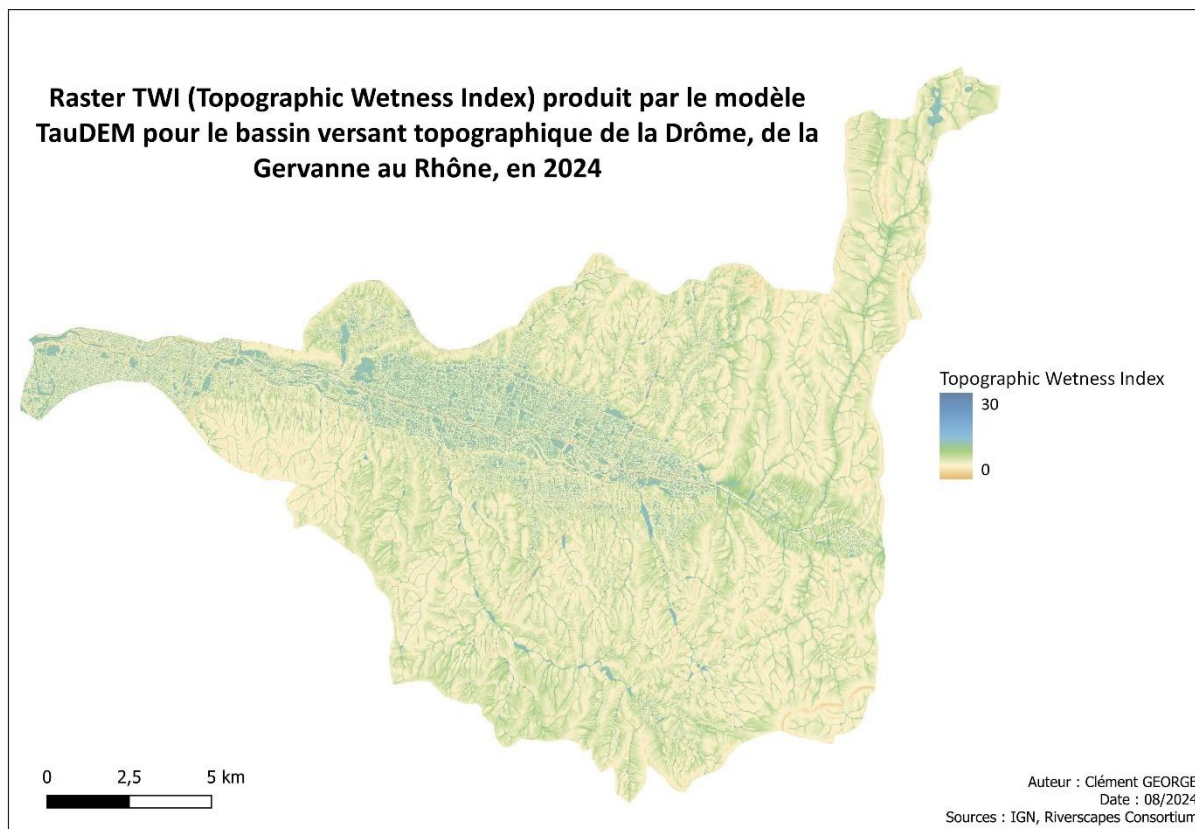 Raster TWI (Topographic Wetness Index) produit par le modèle
TauDEM pour le bassin versant topographique de la Drôme, de la
Gervanne au Rhône, en 2024
Topographic Wetness Index
30
0
0 2,5 5 km
Auteur : Clément GEORGE
Date : 08/2024
Sources : IGN, Riverscapes Consortium